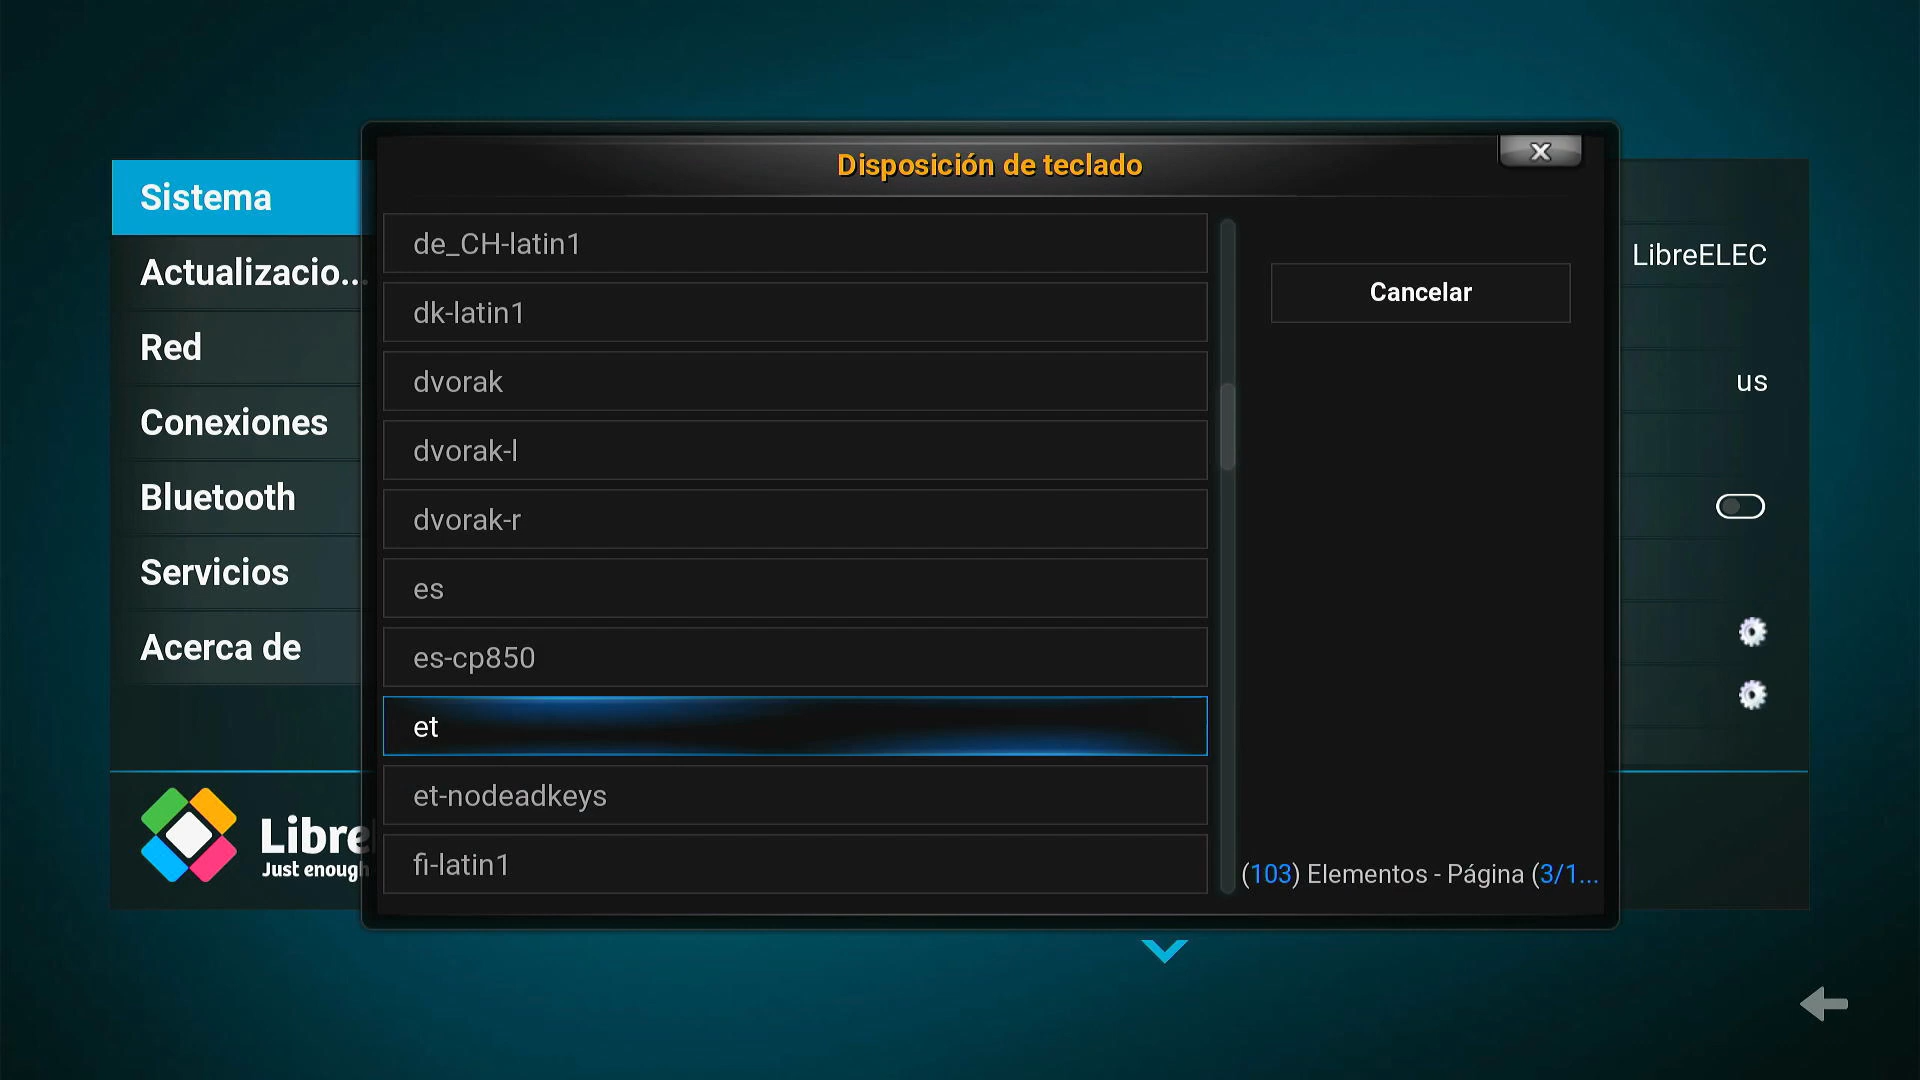 Disposición de teclado
Sistema
Actualizacio...
Red
Conexiones
Bluetooth
Servicios
Acerca de
de_CH-latin1
dk-latin1
dvorak
dvorak-l
dvorak-r
es
es-cp850
et
et-nodeadkeys
fi-latin1
Cancelar
(103) Elementos - Página (3/1...
LibreELEC
us
Libre
Just enough